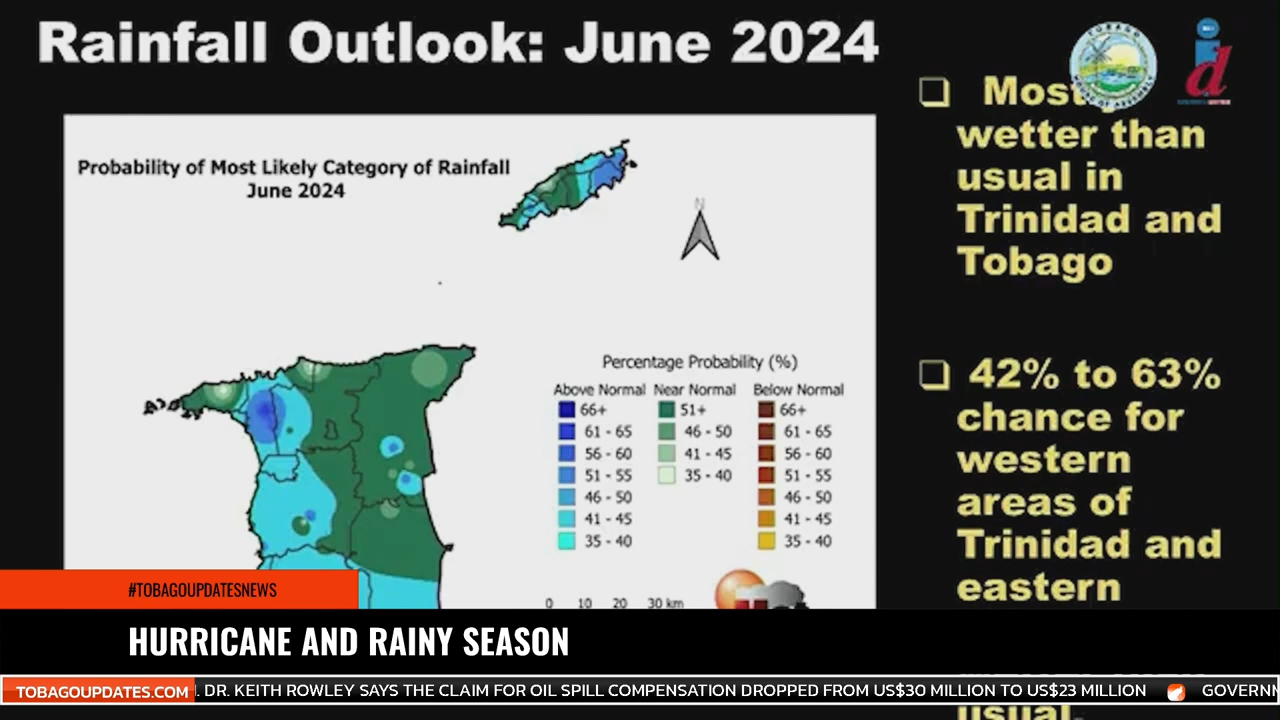 Rainfall Outlook: June 2024
Probability of Most Likely Category of Rainfall
June 2024
N
Percentage Probability (%)
Above Normal Near Normal Below Normal
66+ 51+ 66+
61 - 65 46 - 50 61 - 65
56 - 60 41 - 45 56 - 60
51 - 55 35 - 40 51 - 55
46 - 50 46 - 50
41 - 45 41 - 45
35 - 40 35 - 40
0 10 20 30 km
wetter than
usual in
Trinidad and
Tobago
42% to 63%
chance for
western
areas of
Trinidad and
eastern
usual.
TOBAGO
id
#TOBAGOUPDATESNEWS
HURRICANE AND RAINY SEASON
TOBAGOUPDATES.COM
. DR. KEITH ROWLEY SAYS THE CLAIM FOR OIL SPILL COMPENSATION DROPPED FROM US$30 MILLION TO US$23 MILLION